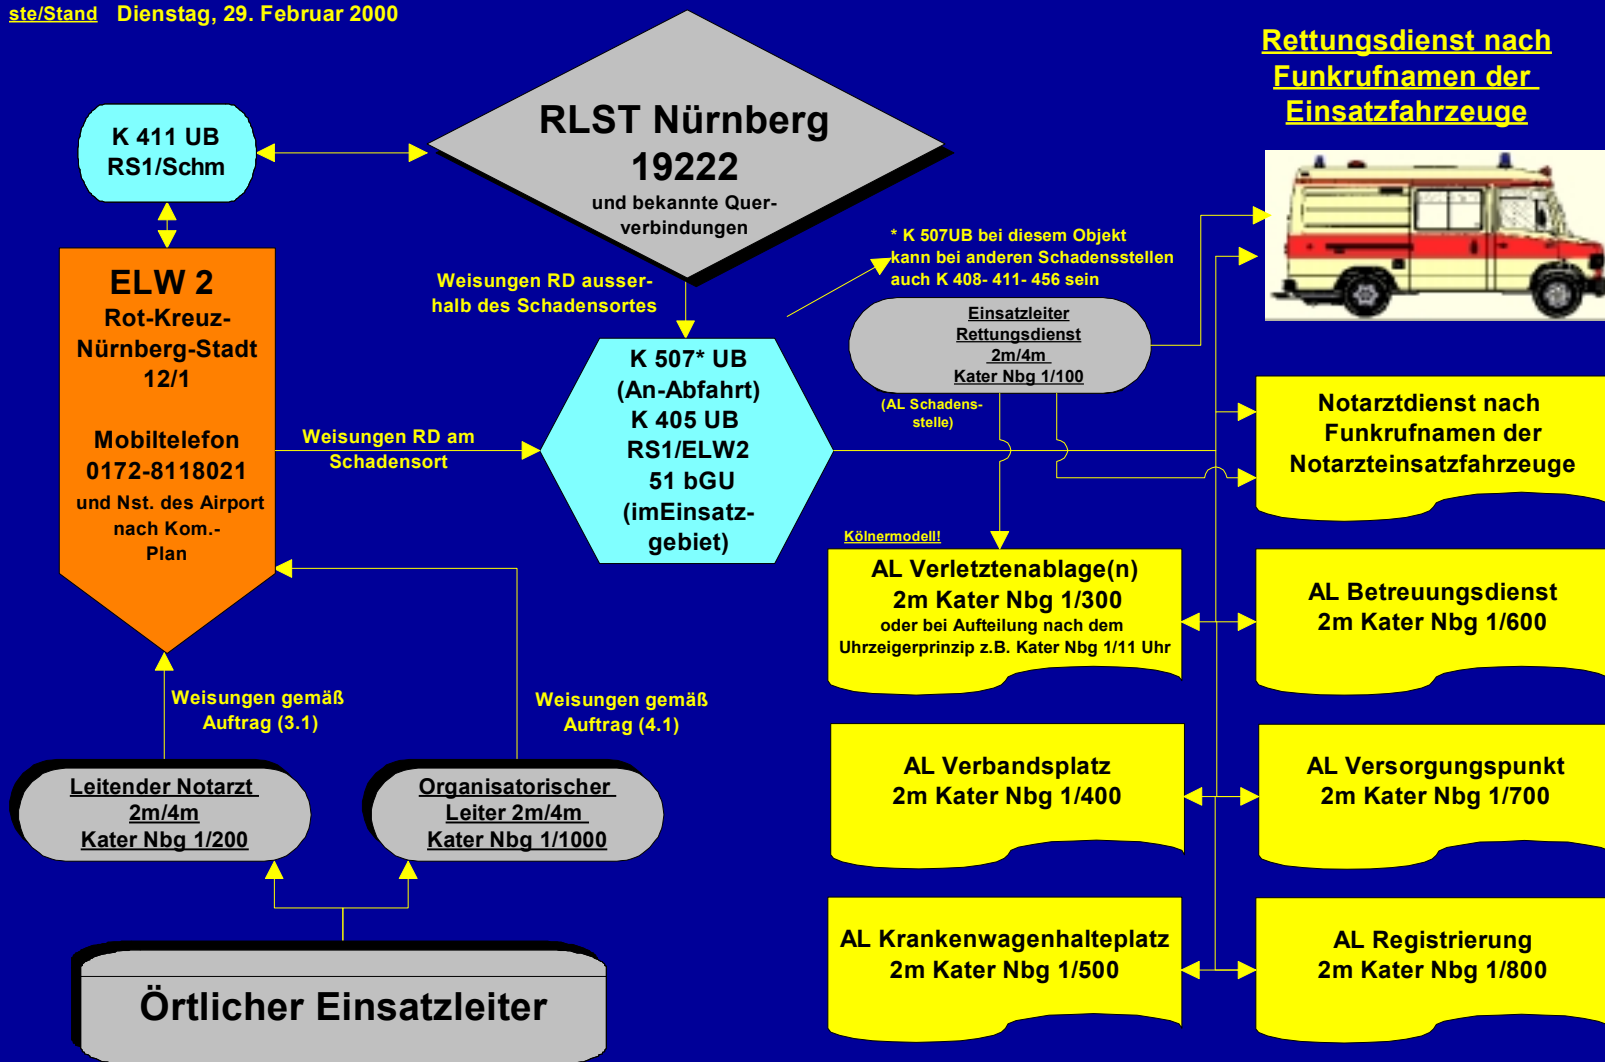 ste/Stand Dienstag, 29. Februar 2000
Rettungsdienst nach
Funkrufnamen der
Einsatzfahrzeuge
K 411 UB
RS1/Schm
RLST Nürnberg
19222
und bekannte Quer-
verbindungen
* K 507UB bei diesem Objekt
kann bei anderen Schadensstellen
auch K 408- 411- 456 sein
Weisungen RD ausser-
halb des Schadensortes
ELW 2
Rot-Kreuz-
Nürnberg-Stadt
12/1
Mobiltelefon
0172-8118021
und Nst. des Airport
nach Kom.-
Plan
Einsatzleiter
Rettungsdienst
2m/4m
Kater Nbg 1/100
(AL Schadens-
stelle)
K 507* UB
(An-Abfahrt)
K 405 UB
RS1/ELW2
51 bGU
(imEinsatz-
gebiet)
Weisungen RD am
Schadensort
Notarztdienst nach
Funkrufnamen der
Notarzteinsatzfahrzeuge
Kölnermodell!
AL Verletztenablage(n)
2m Kater Nbg 1/300
oder bei Aufteilung nach dem
Uhrzeigerprinzip z.B. Kater Nbg 1/11 Uhr
AL Betreuungsdienst
2m Kater Nbg 1/600
Weisungen gemäß
Auftrag (3.1)
Weisungen gemäß
Auftrag (4.1)
AL Verbandsplatz
2m Kater Nbg 1/400
AL Versorgungspunkt
2m Kater Nbg 1/700
Leitender Notarzt
2m/4m
Kater Nbg 1/200
Organisatorischer
Leiter 2m/4m
Kater Nbg 1/1000
AL Krankenwagenhalteplatz
2m Kater Nbg 1/500
AL Registrierung
2m Kater Nbg 1/800
Örtlicher Einsatzleiter